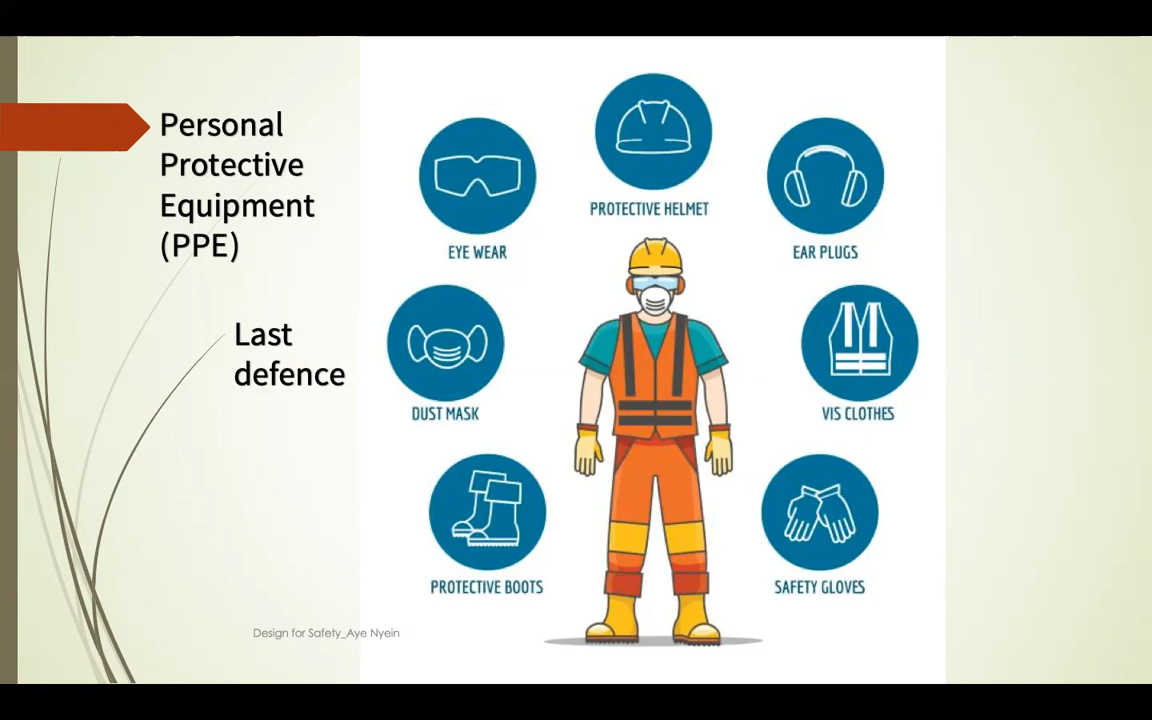 Personal
Protective
Equipment
(PPE)
Last
defence
PROTECTIVE HELMET
EYE WEAR
EAR PLUGS
DUST MASK
VIS CLOTHES
PROTECTIVE BOOTS
SAFETY GLOVES
Design for Safety_Aye Nyein